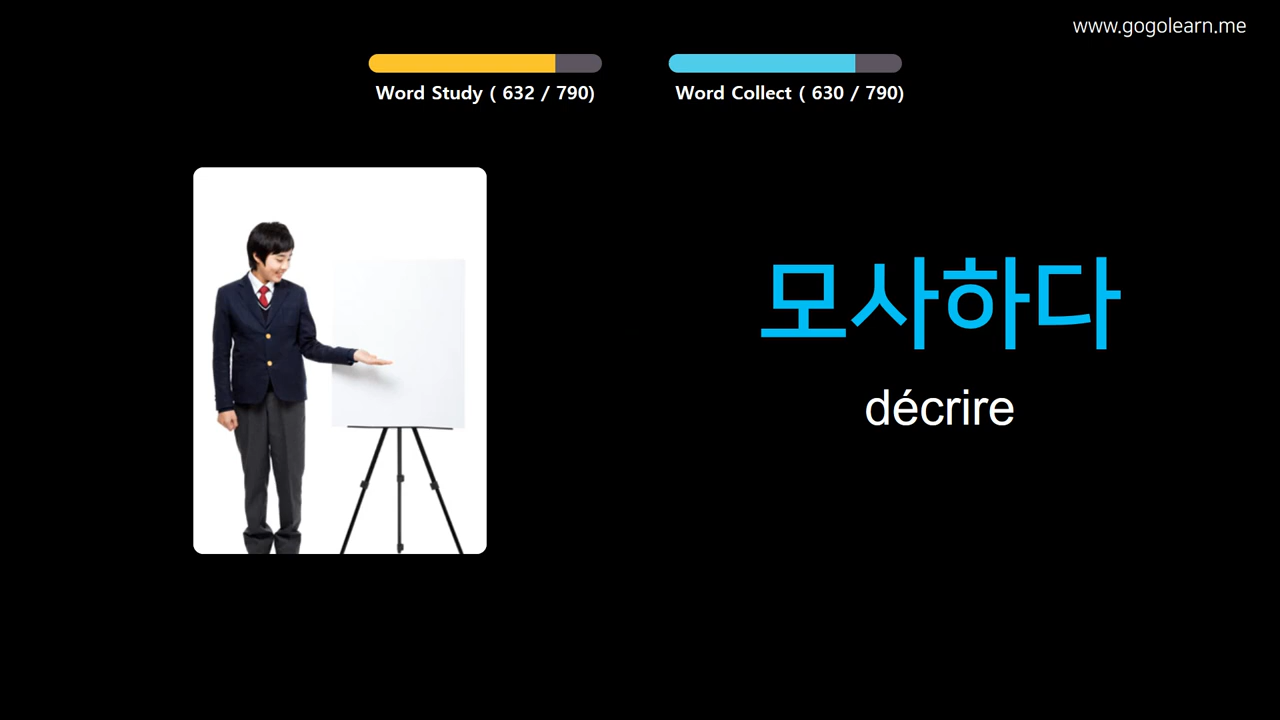 www.gogolearn.me
Word Study ( 632 / 790)
Word Collect ( 630 / 790)
모사하다
décrire